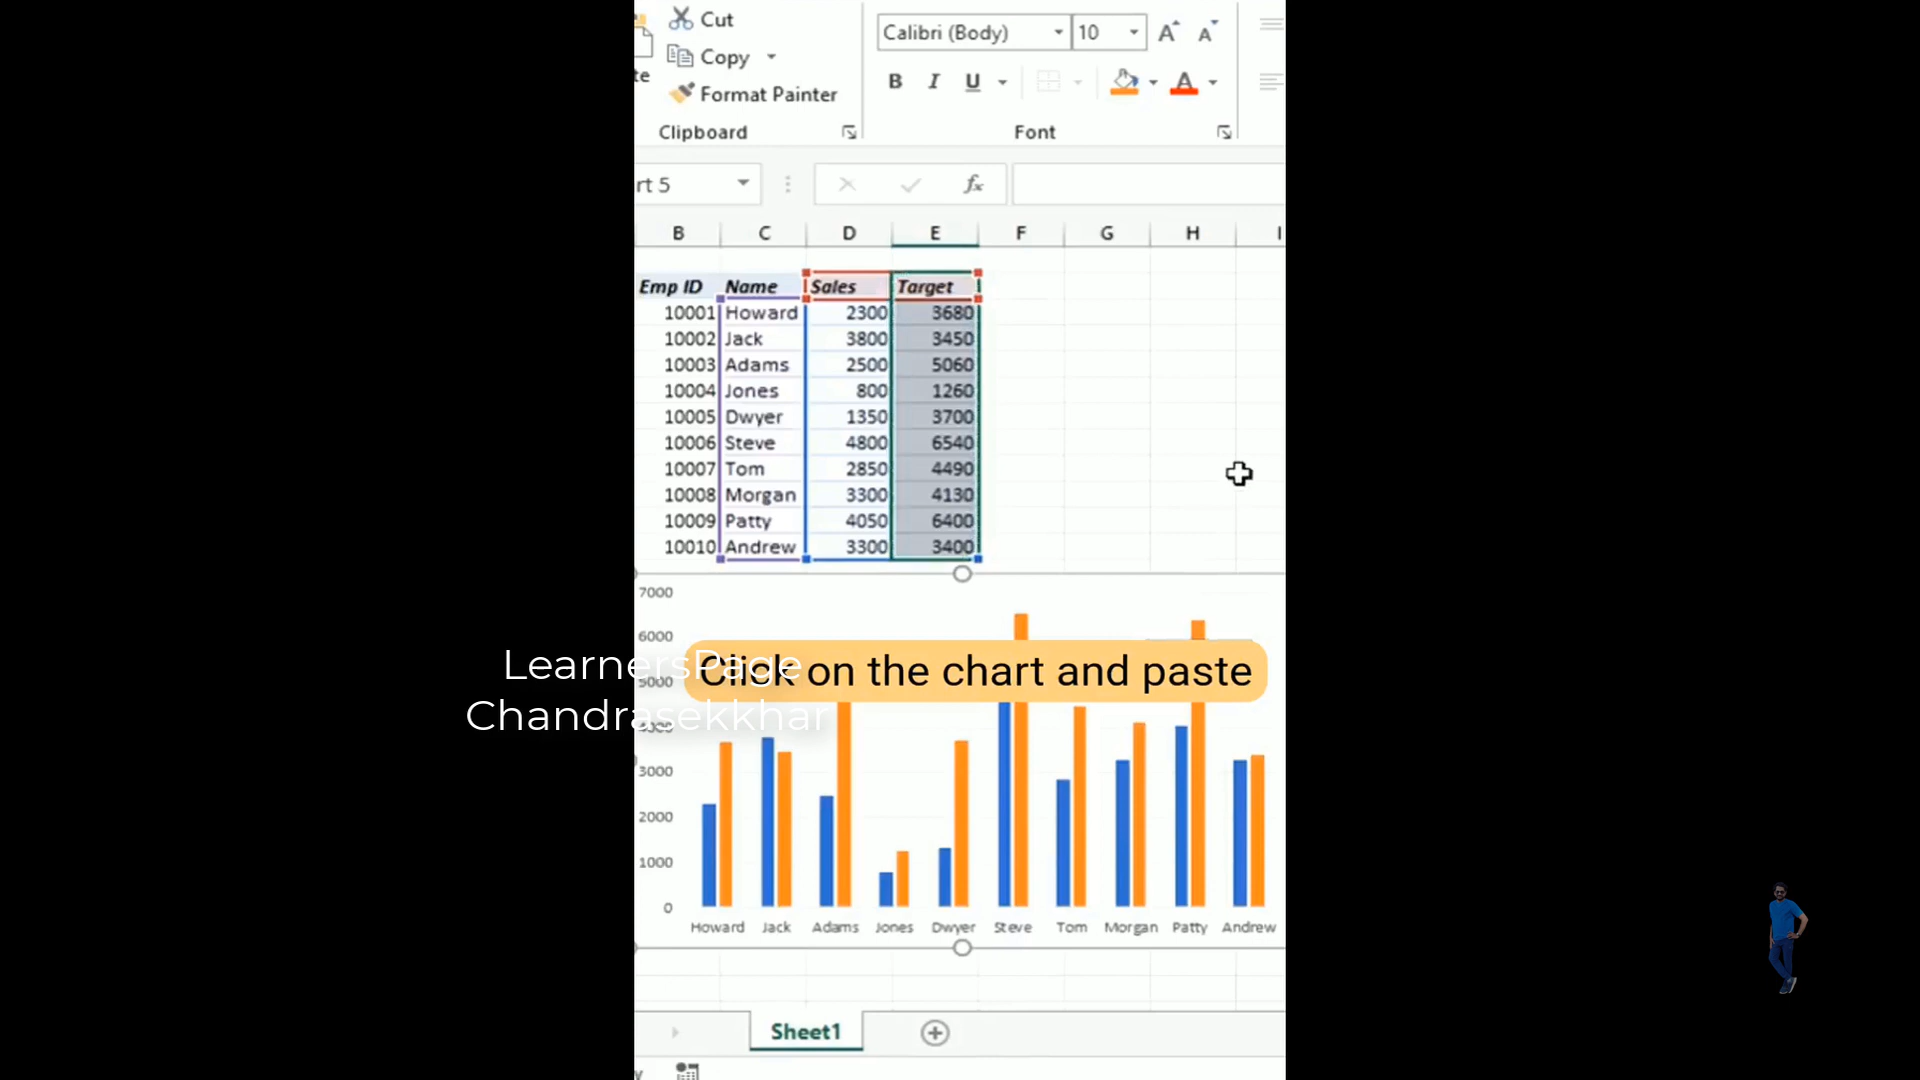 Cut
Copy
Format Painter
Clipboard
Calibri (Body) 10
B I U
Font
rt 5
fx
B C D E F G H I
Emp ID Name Sales Target
10001 Howard 2300 3680
10002 Jack 3800 3450
10003 Adams 2500 5060
10004 Jones 800 1260
10005 Dwyer 1350 3700
10006 Steve 4800 6540
10007 Tom 2850 4490
10008 Morgan 3300 4130
10009 Patty 4050 6400
10010 Andrew 3300 3400
7000
6000
5000
3000
2000
1000
0
Click on the chart and paste
LearnersPage
Chandrasekkhar
Howard Jack Adams Jones Dwyer Steve Tom Morgan Patty Andrew
Sheet1